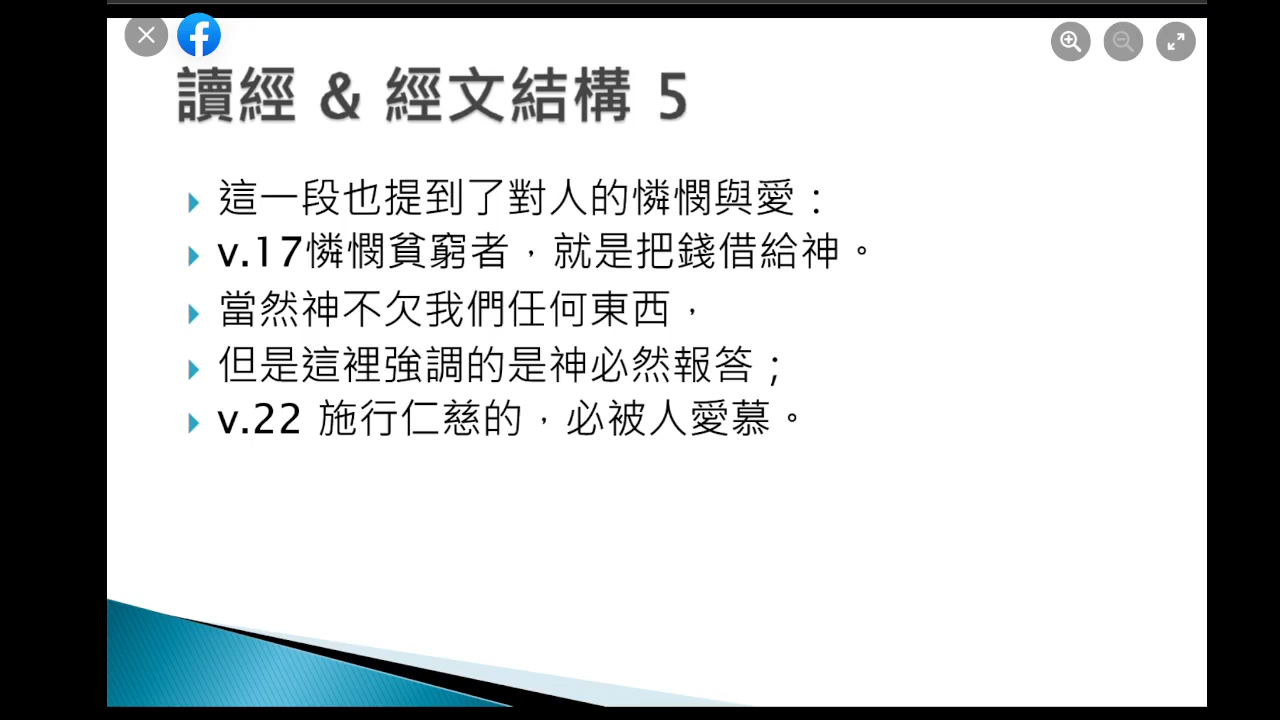 讀經 & 經文結構 5
這一段也提到了對人的憐憫與愛：
v.17憐憫貧窮者，就是把錢借給神。
當然神不欠我們任何東西，
但是這裡強調的是神必然報答；
v.22 施行仁慈的，必被人愛慕。